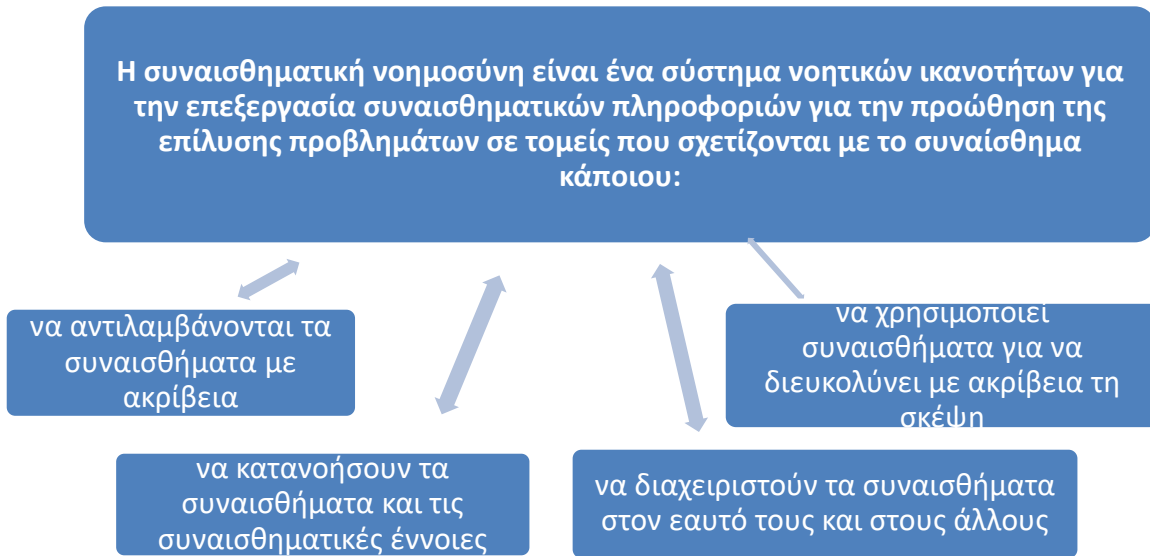 Η συναισθηματική νοημοσύνη είναι ένα σύστημα νοητικών ικανοτήτων για
την επεξεργασία συναισθηματικών πληροφοριών για την προώθηση της
επίλυσης προβλημάτων σε τομείς που σχετίζονται με το συναίσθημα
κάποιου:
να αντιλαμβάνονται τα
συναισθήματα με
ακρίβεια
να χρησιμοποιεί
συναισθήματα για να
διευκολύνει με ακρίβεια τη
σκέψη
να κατανοήσουν τα
συναισθήματα και τις
συναισθηματικές έννοιες
να διαχειριστούν τα συναισθήματα
στον εαυτό τους και στους άλλους